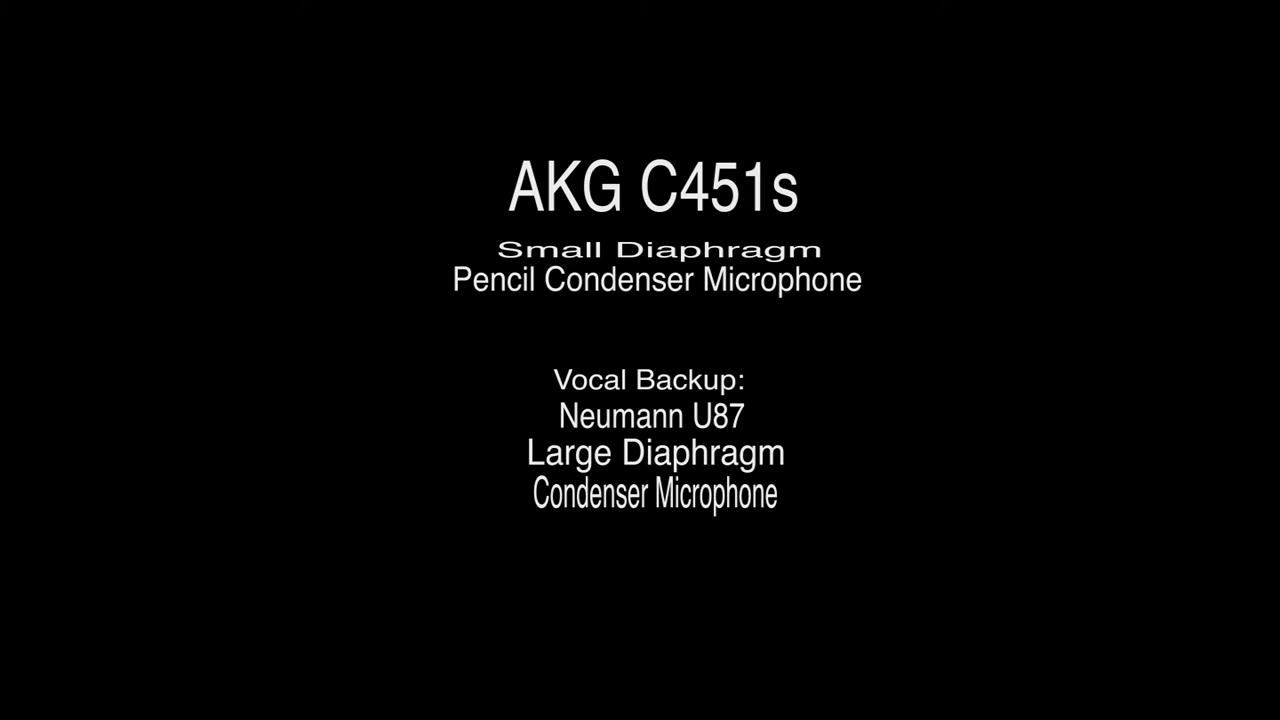 AKG C451s
Small Diaphragm
Pencil Condenser Microphone
Vocal Backup:
Neumann U87
Large Diaphragm
Condenser Microphone